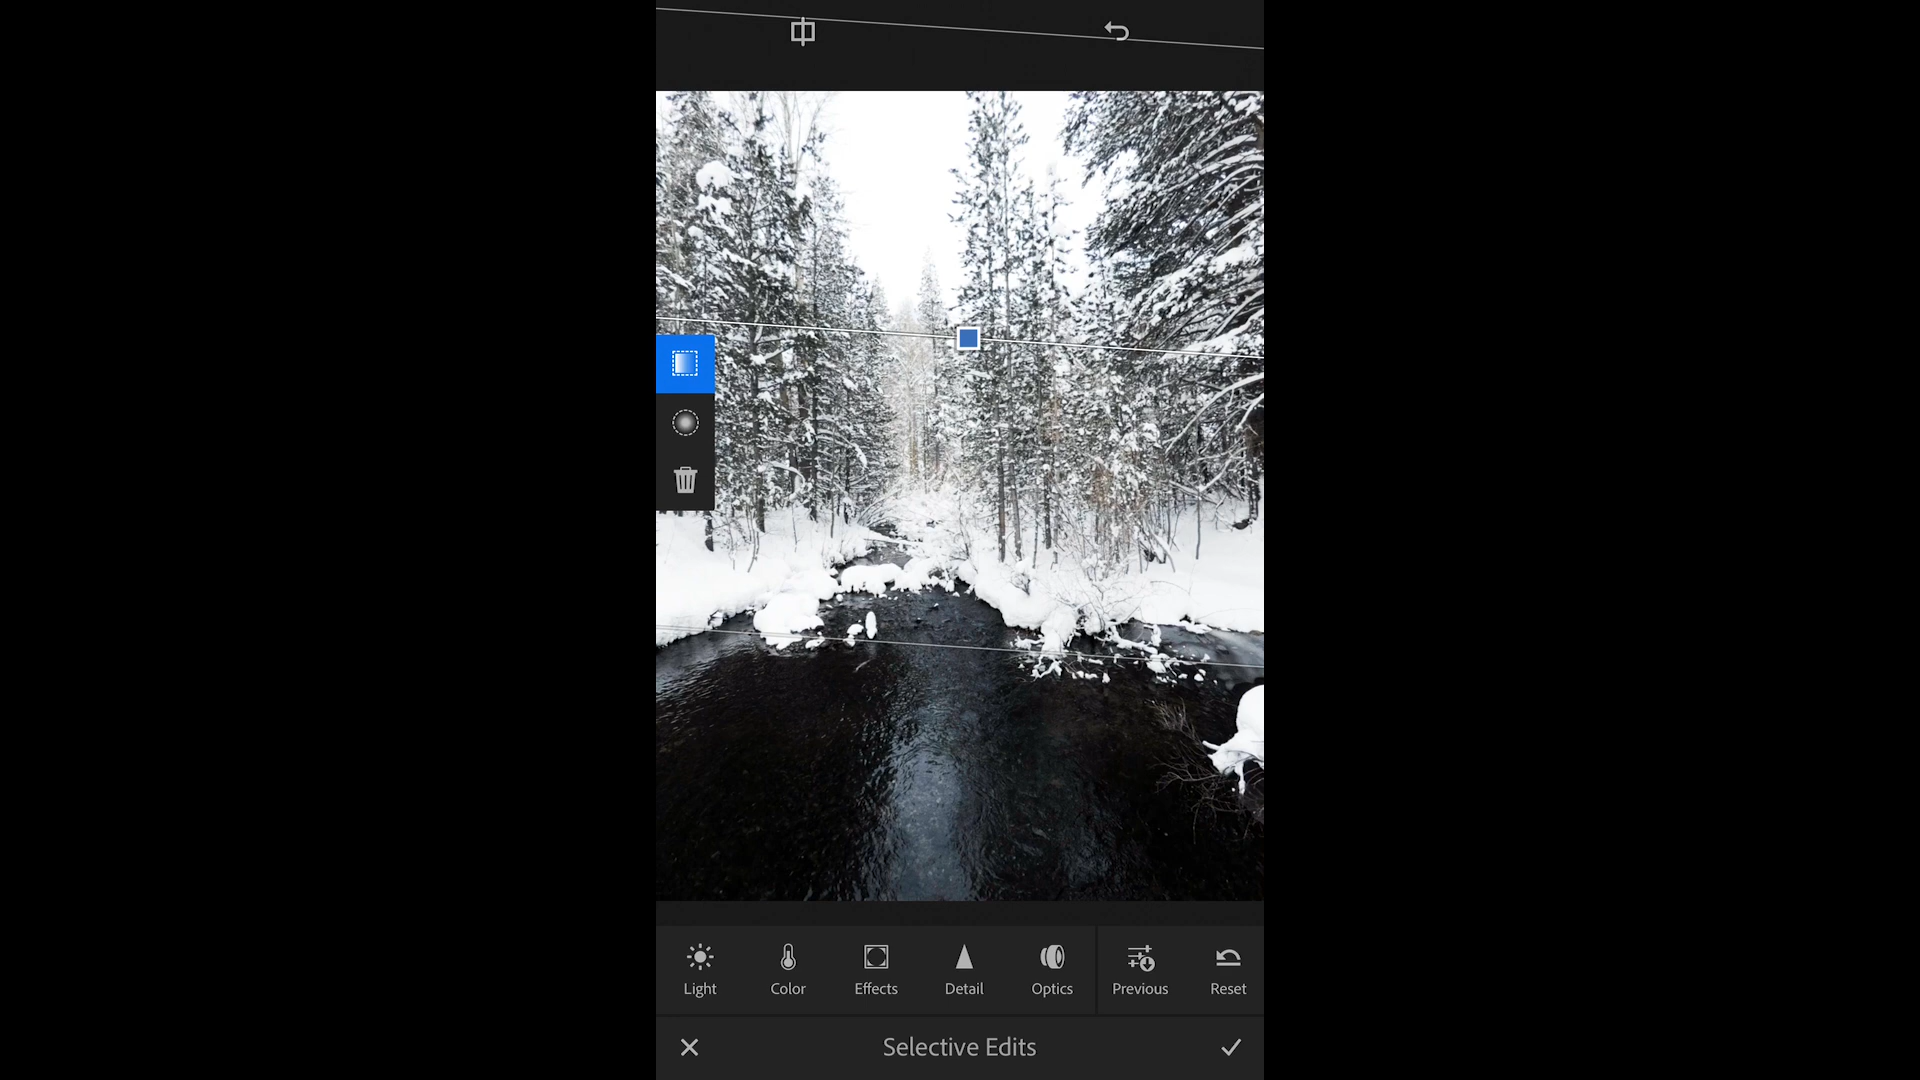 Light
Color
Effects
Detail
Optics
Previous
Reset
Selective Edits